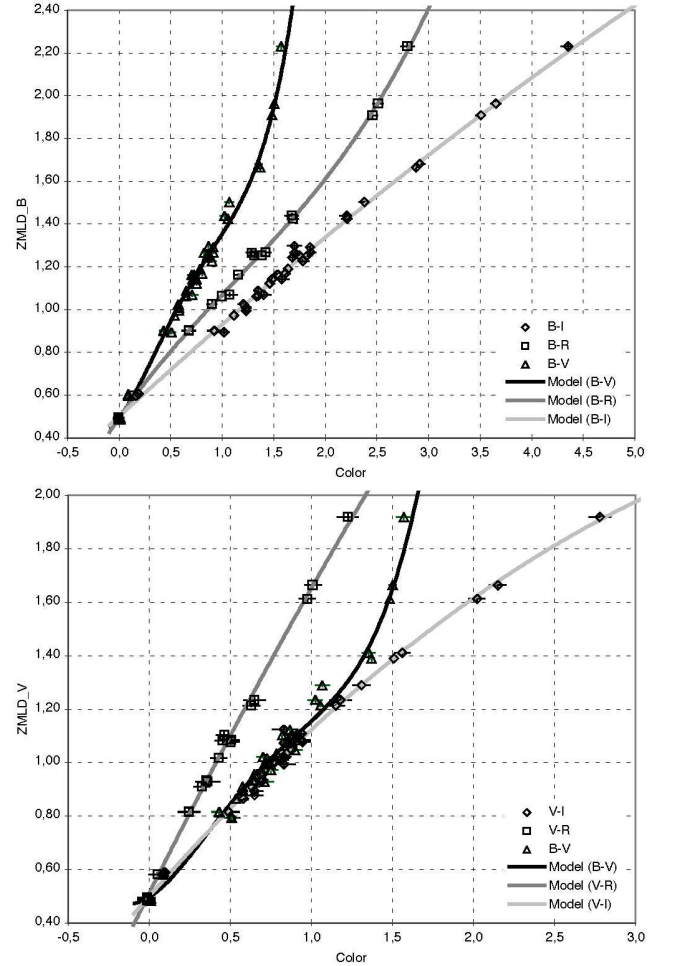 2,40
2,20
2,00
1,80
1,60
1,40
1,20
1,00
0,80
0,60
0,40
ZMLD_B
B-I
B-R
B-V
Model (B-V)
Model (B-R)
Model (B-I)
-0,5 0,0 0,5 1,0 1,5 2,0 2,5 3,0 3,5 4,0 4,5 5,0
Color
2,00
1,80
1,60
1,40
1,20
1,00
0,80
0,60
0,40
ZMLD_V
V-I
V-R
B-V
Model (B-V)
Model (V-R)
Model (V-I)
-0,5 0,0 0,5 1,0 1,5 2,0 2,5 3,0
Color